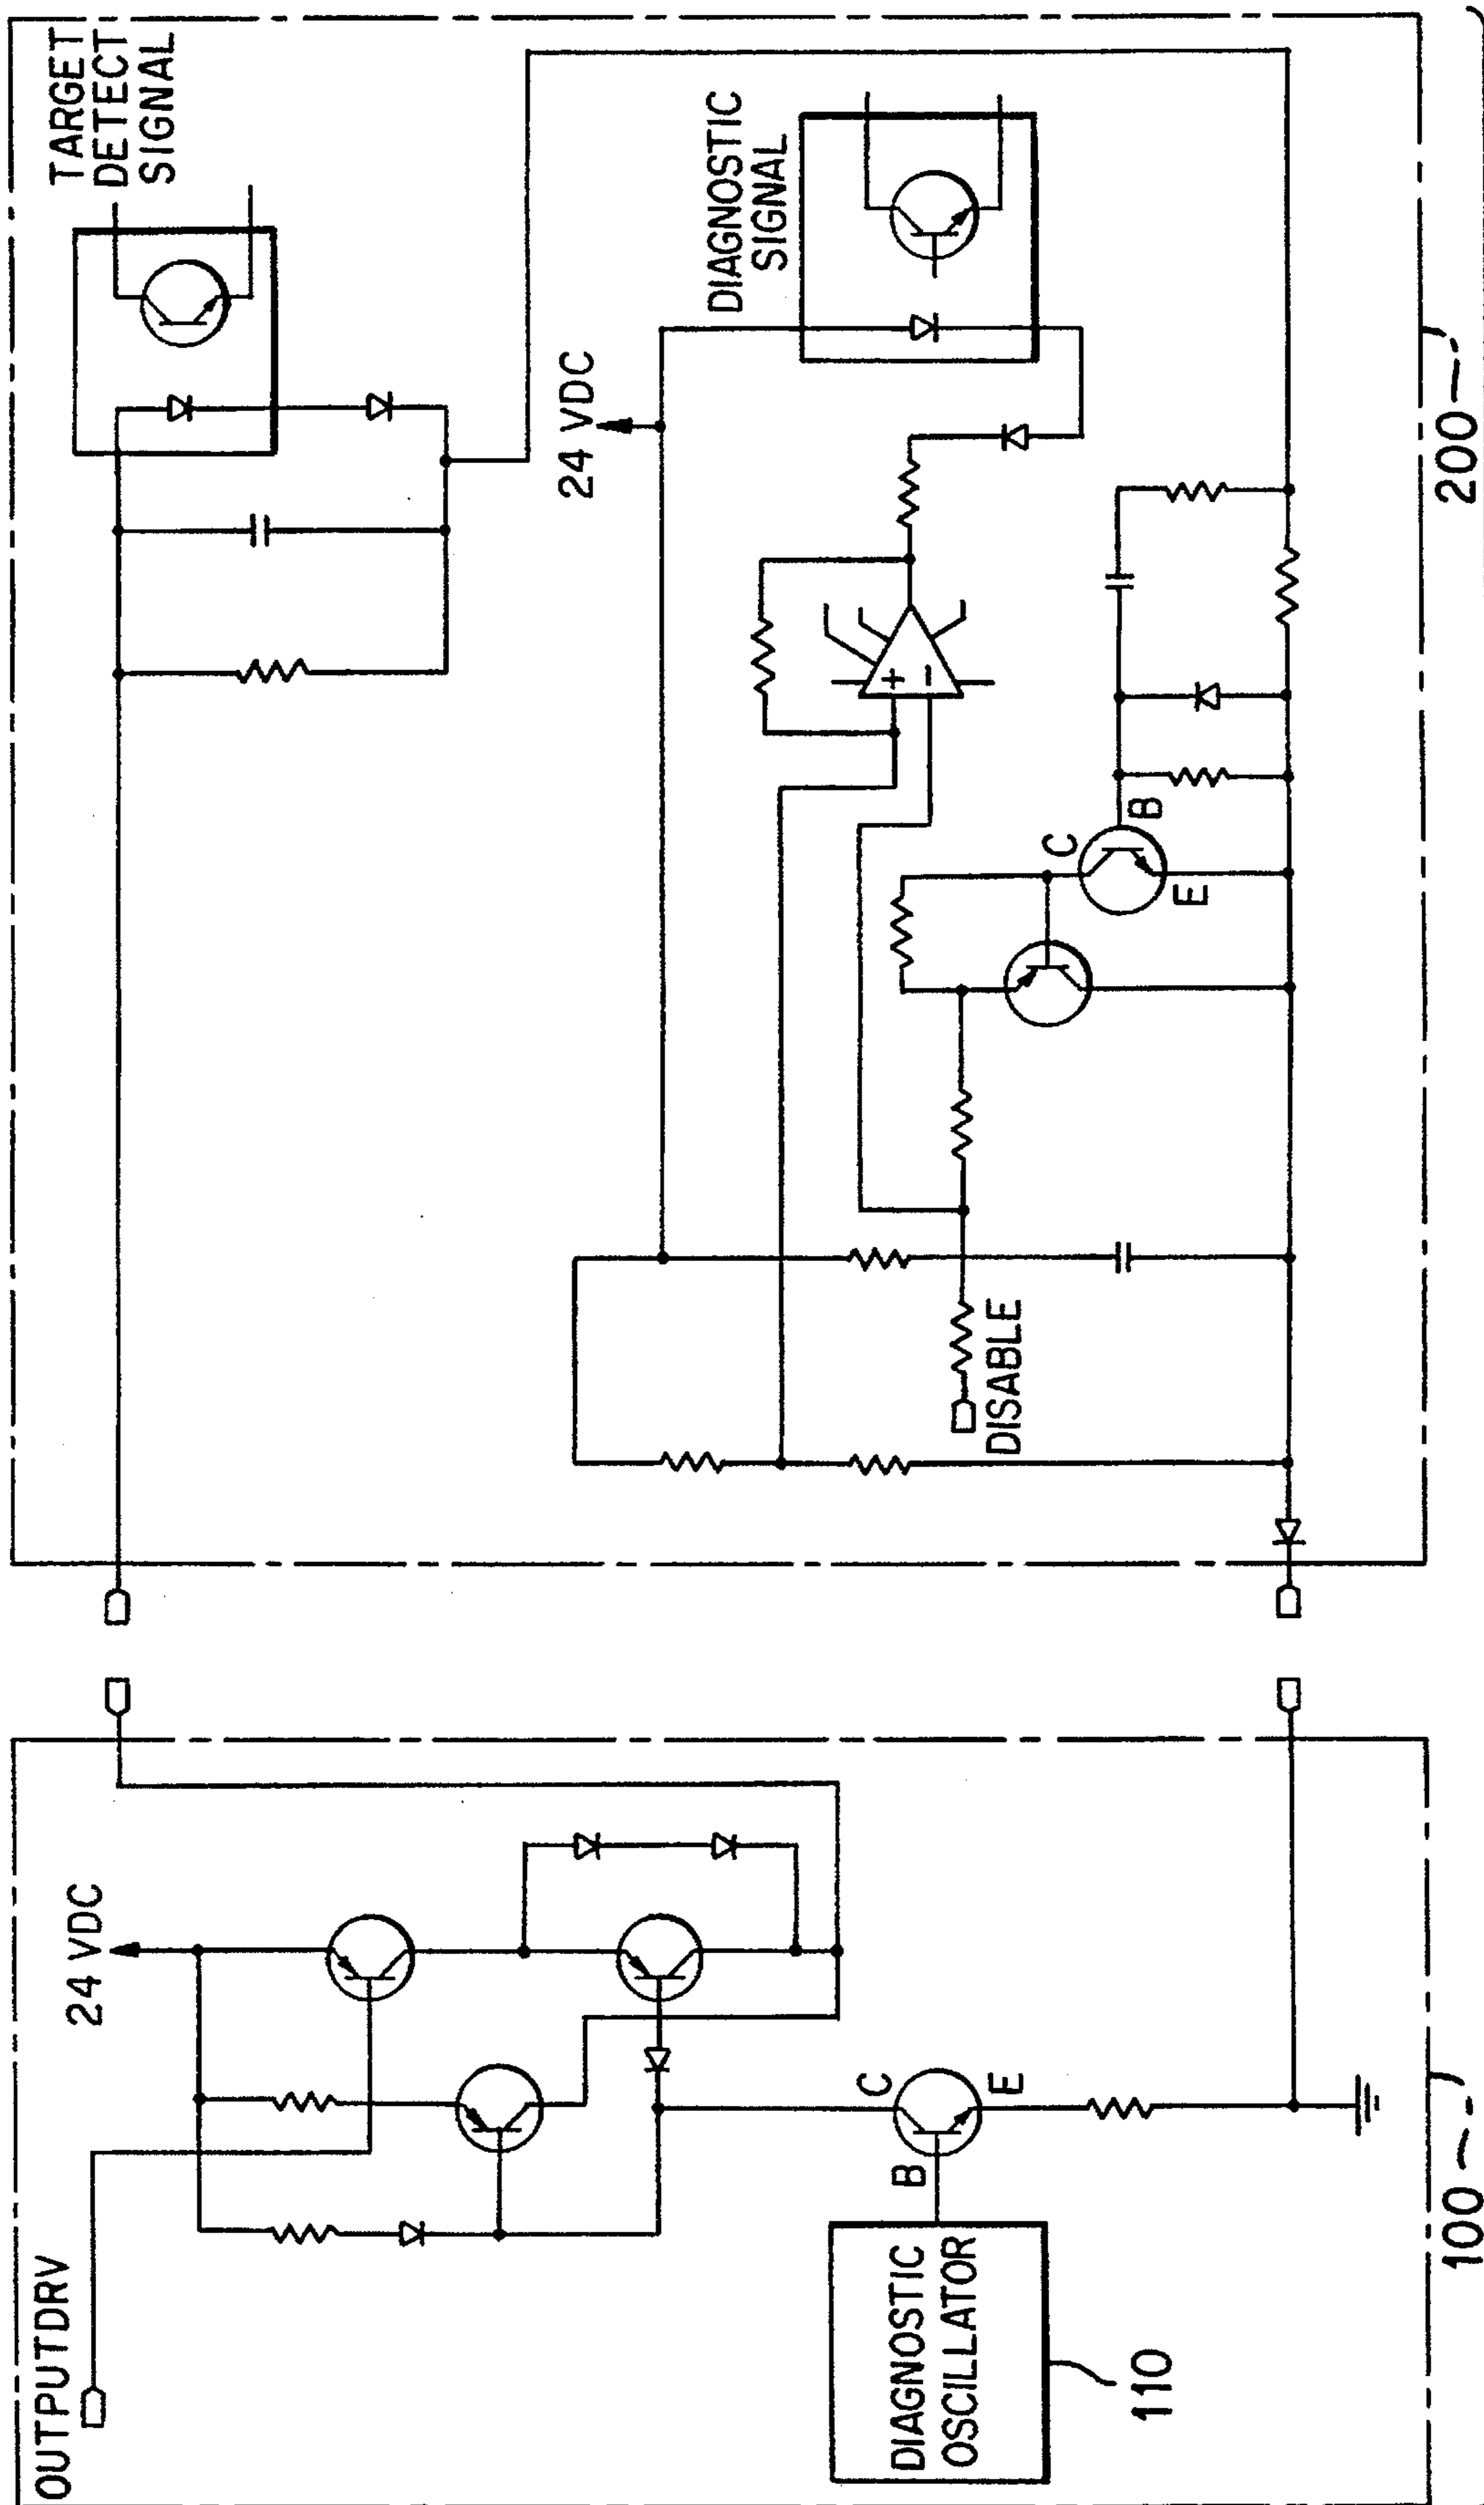 OUTPUTDRV
24 VDC
DIAGNOSTIC
OSCILLATOR
110
B
C
E
100
TARGET
DETECT
SIGNAL
24 VDC
DIAGNOSTIC
SIGNAL
+
−
C
B
E
DISABLE
200